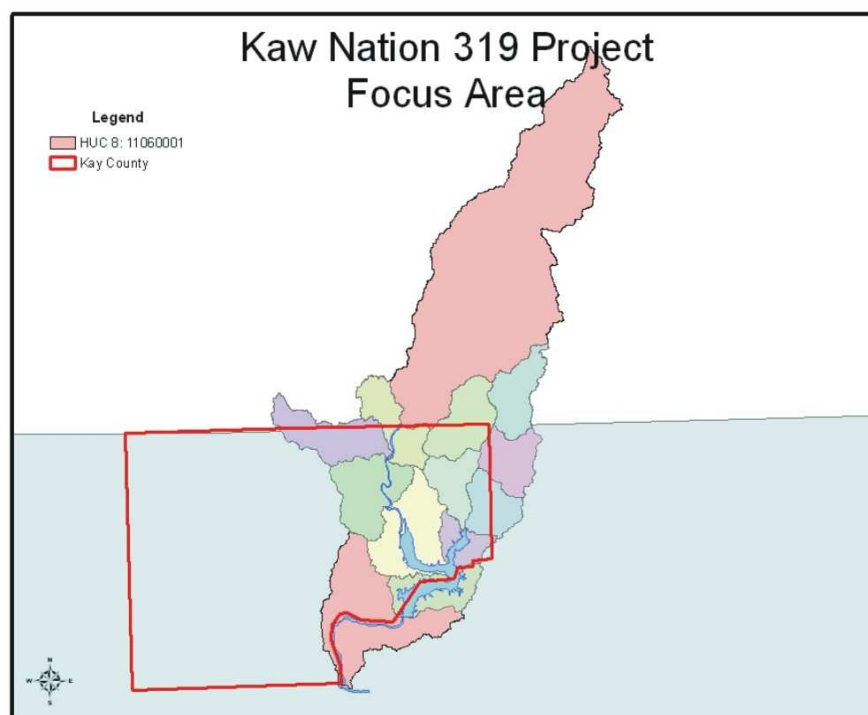 Kaw Nation 319 Project
Focus Area
Legend
HUC 8: 11060001
Kay County
N
W E
S